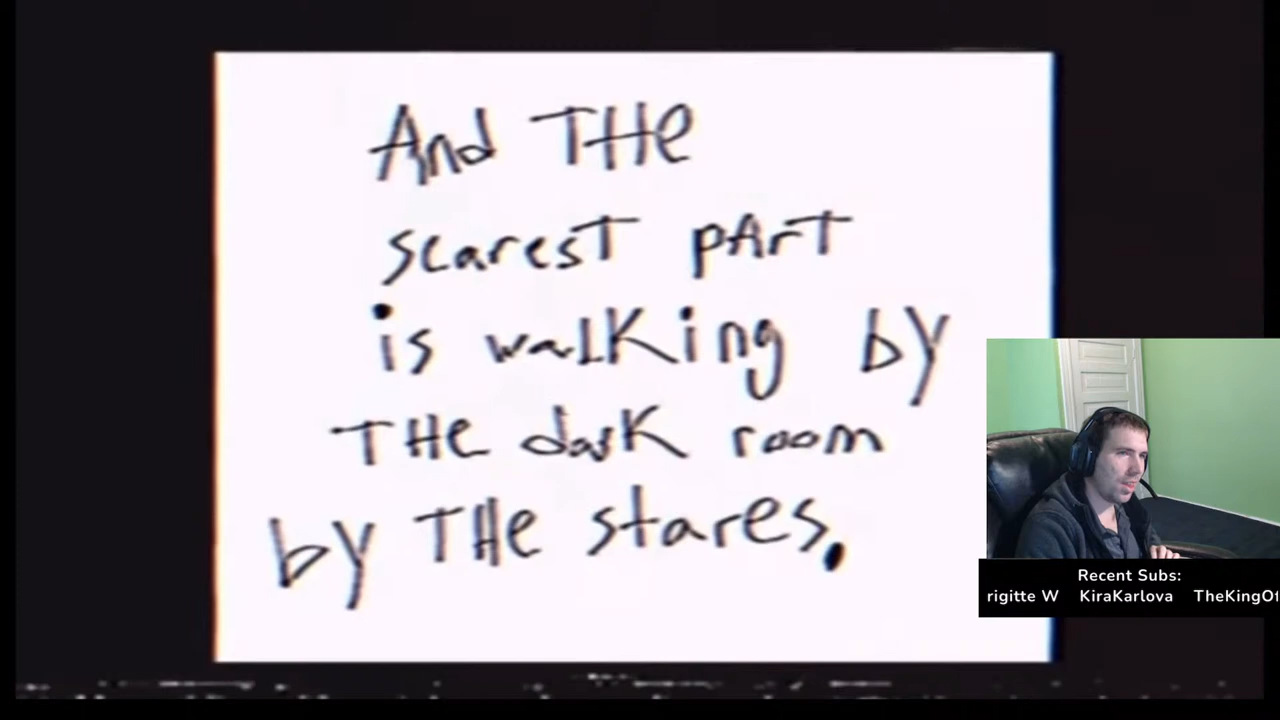 And THe
scarest pArT
is walKing by
THe darK room
by THe stares.
Recent Subs:
rigitte W KiraKarlova TheKingOf